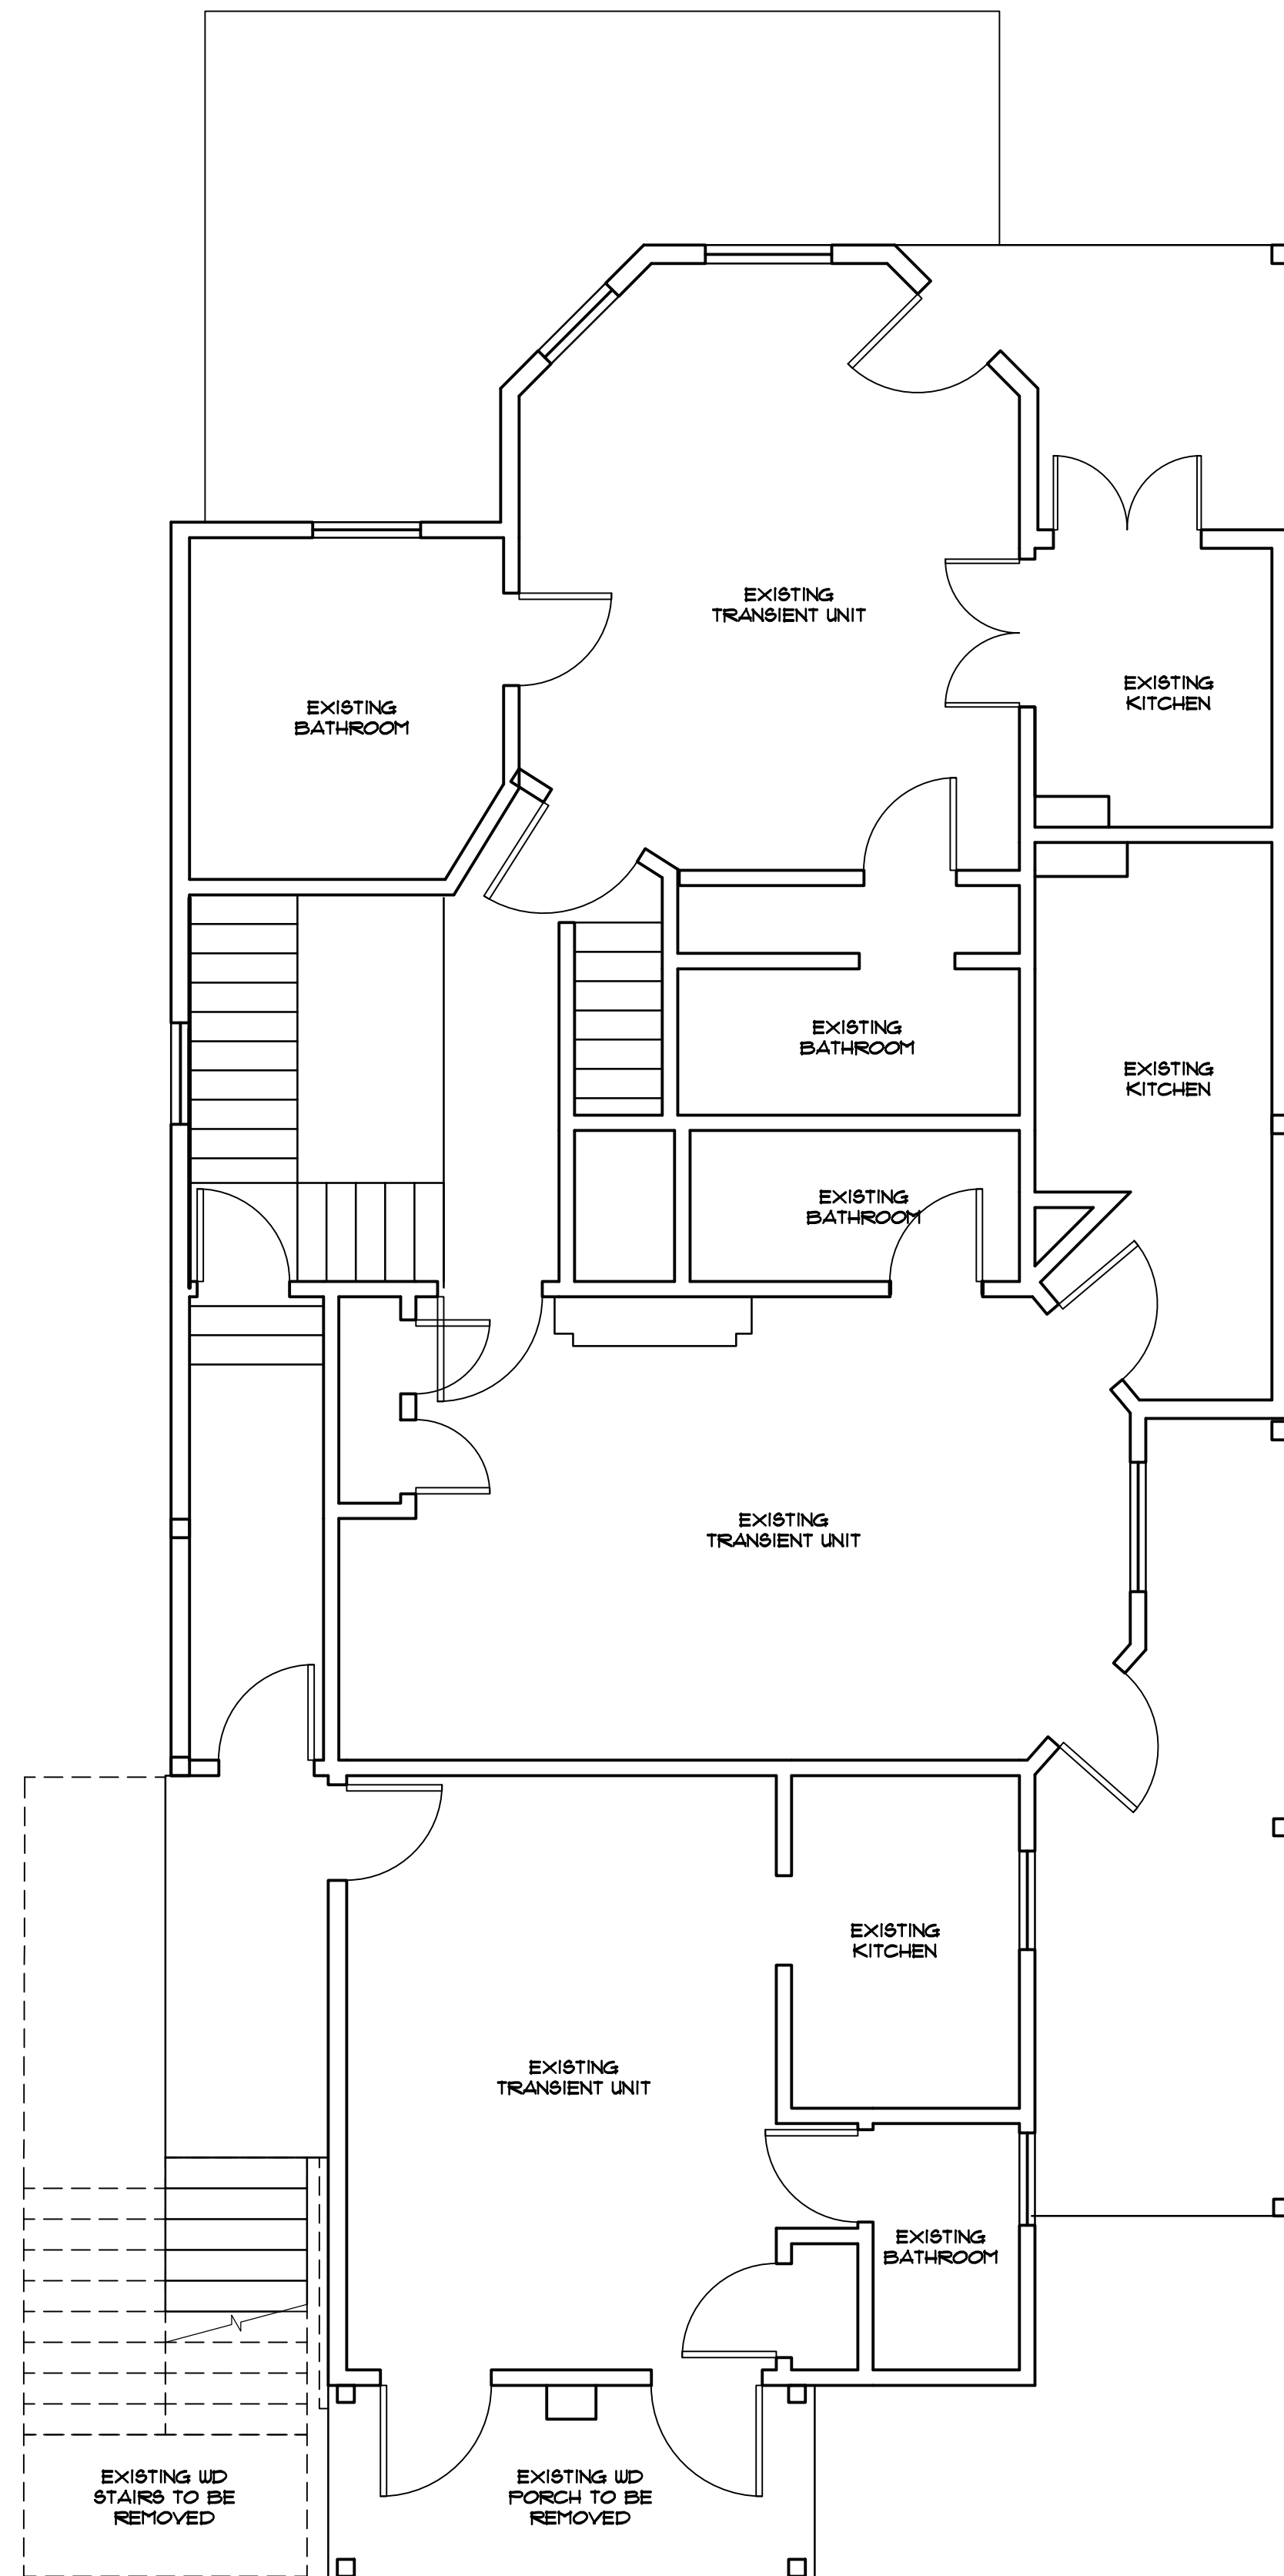 EXISTING
TRANSIENT UNIT
EXISTING
KITCHEN
EXISTING
BATHROOM
EXISTING
BATHROOM
EXISTING
KITCHEN
EXISTING
BATHROOM
EXISTING
TRANSIENT UNIT
EXISTING
KITCHEN
EXISTING
TRANSIENT UNIT
EXISTING
BATHROOM
EXISTING WD
STAIRS TO BE
REMOVED
EXISTING WD
PORCH TO BE
REMOVED